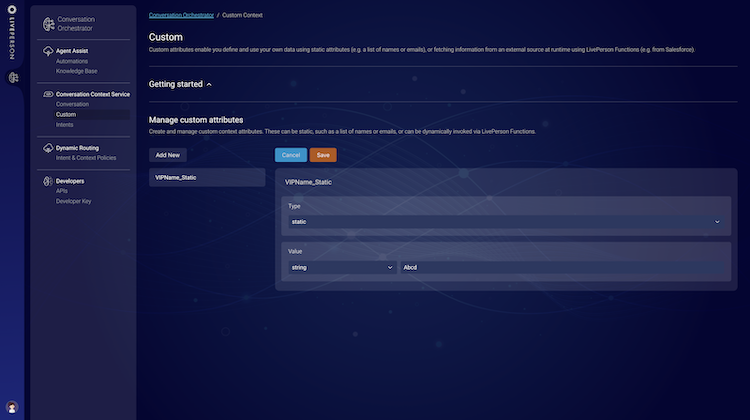 LIVEPERSON
Conversation
Orchestrator
Agent Assist
Automations
Knowledge Base
Conversation Context Service
Conversation
Custom
Intents
Dynamic Routing
Intent & Context Policies
Developers
APIs
Developer Key
Conversation Orchestrator / Custom Context
Custom
Custom attributes enable you define and use your own data using static attributes (e.g. a list of names or emails), or fetching information from an external source at runtime using LivePerson Functions (e.g. from Salesforce).
Getting started
Manage custom attributes
Create and manage custom context attributes. These can be static, such as a list of names or emails, or can be dynamically invoked via LivePerson Functions.
Add New
Cancel
Save
VIPName_Static
VIPName_Static
Type
static
Value
string
Abcd